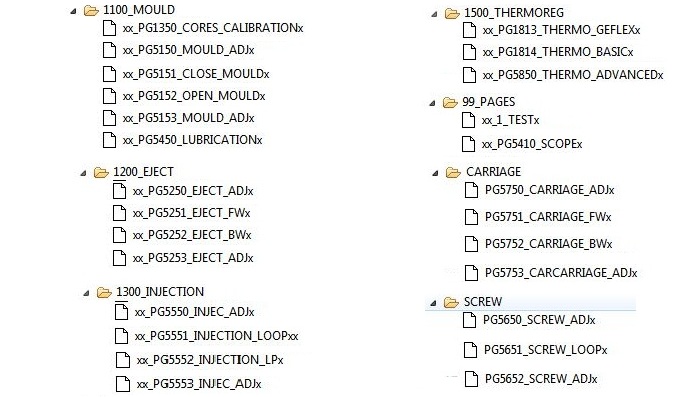 1100_MOULD
xx_PG1350_CORES_CALIBRATIONx
xx_PG5150_MOULD_ADJx
xx_PG5151_CLOSE_MOULDx
xx_PG5152_OPEN_MOULDx
xx_PG5153_MOULD_ADJx
xx_PG5450_LUBRICATIONx
1200_EJECT
xx_PG5250_EJECT_ADJx
xx_PG5251_EJECT_FWx
xx_PG5252_EJECT_BWx
xx_PG5253_EJECT_ADJx
1300_INJECTION
xx_PG5550_INJEC_ADJx
xx_PG5551_INJECTION_LOOPxx
xx_PG5552_INJECTION_LPx
xx_PG5553_INJEC_ADJx
1500_THERMOREG
xx_PG1813_THERMO_GEFLEXx
xx_PG1814_THERMO_BASICx
xx_PG5850_THERMO_ADVANCEDx
99_PAGES
xx_1_TESTx
xx_PG5410_SCOPEx
CARRIAGE
PG5750_CARRIAGE_ADJx
PG5751_CARRIAGE_FWx
PG5752_CARRIAGE_BWx
PG5753_CARCARRIAGE_ADJx
SCREW
PG5650_SCREW_ADJx
PG5651_SCREW_LOOPx
PG5652_SCREW_ADJx